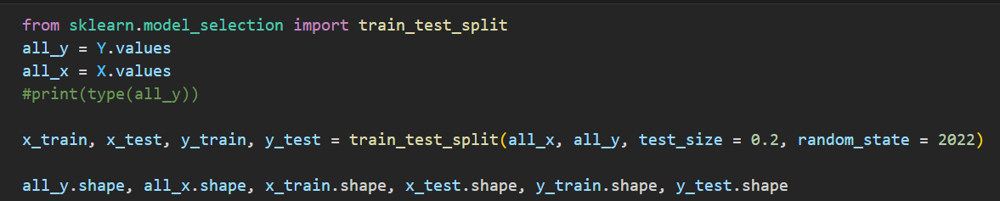 from sklearn.model_selection import train_test_split
all_y = Y.values
all_x = X.values
#print(type(all_y))
x_train, x_test, y_train, y_test = train_test_split(all_x, all_y, test_size = 0.2, random_state = 2022)
all_y.shape, all_x.shape, x_train.shape, x_test.shape, y_train.shape, y_test.shape